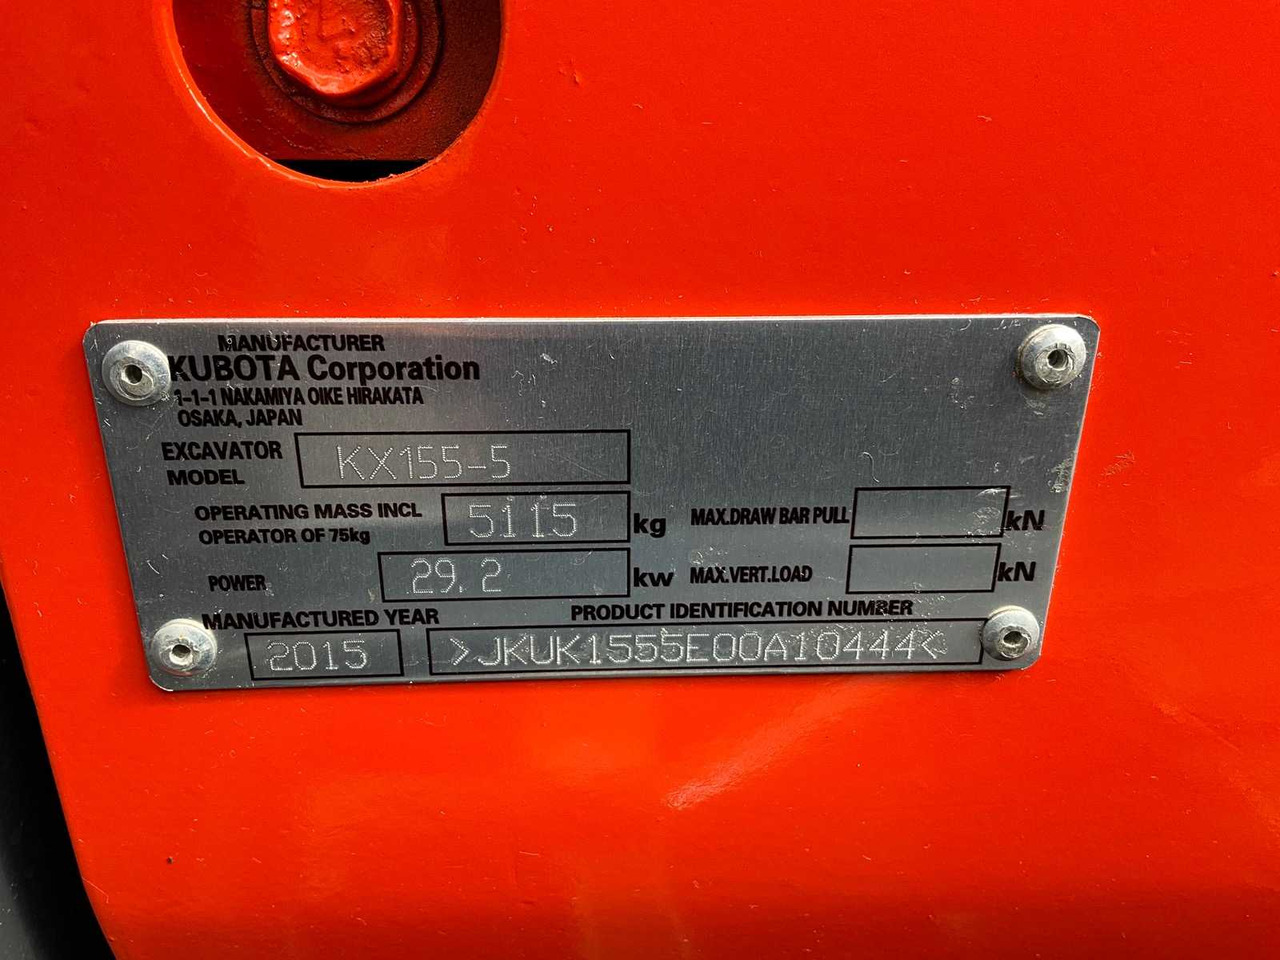 MANUFACTURER
KUBOTA Corporation
1-1-1 NAKAMIYA OIKE HIRAKATA
OSAKA, JAPAN
EXCAVATOR MODEL KX155-5
OPERATING MASS INCL OPERATOR OF 75kg 5115 kg
MAX.DRAW BAR PULL kN
POWER 29.2 kw
MAX.VERT.LOAD kN
MANUFACTURED YEAR PRODUCT IDENTIFICATION NUMBER
2015 >JKUK1555E00A10444<